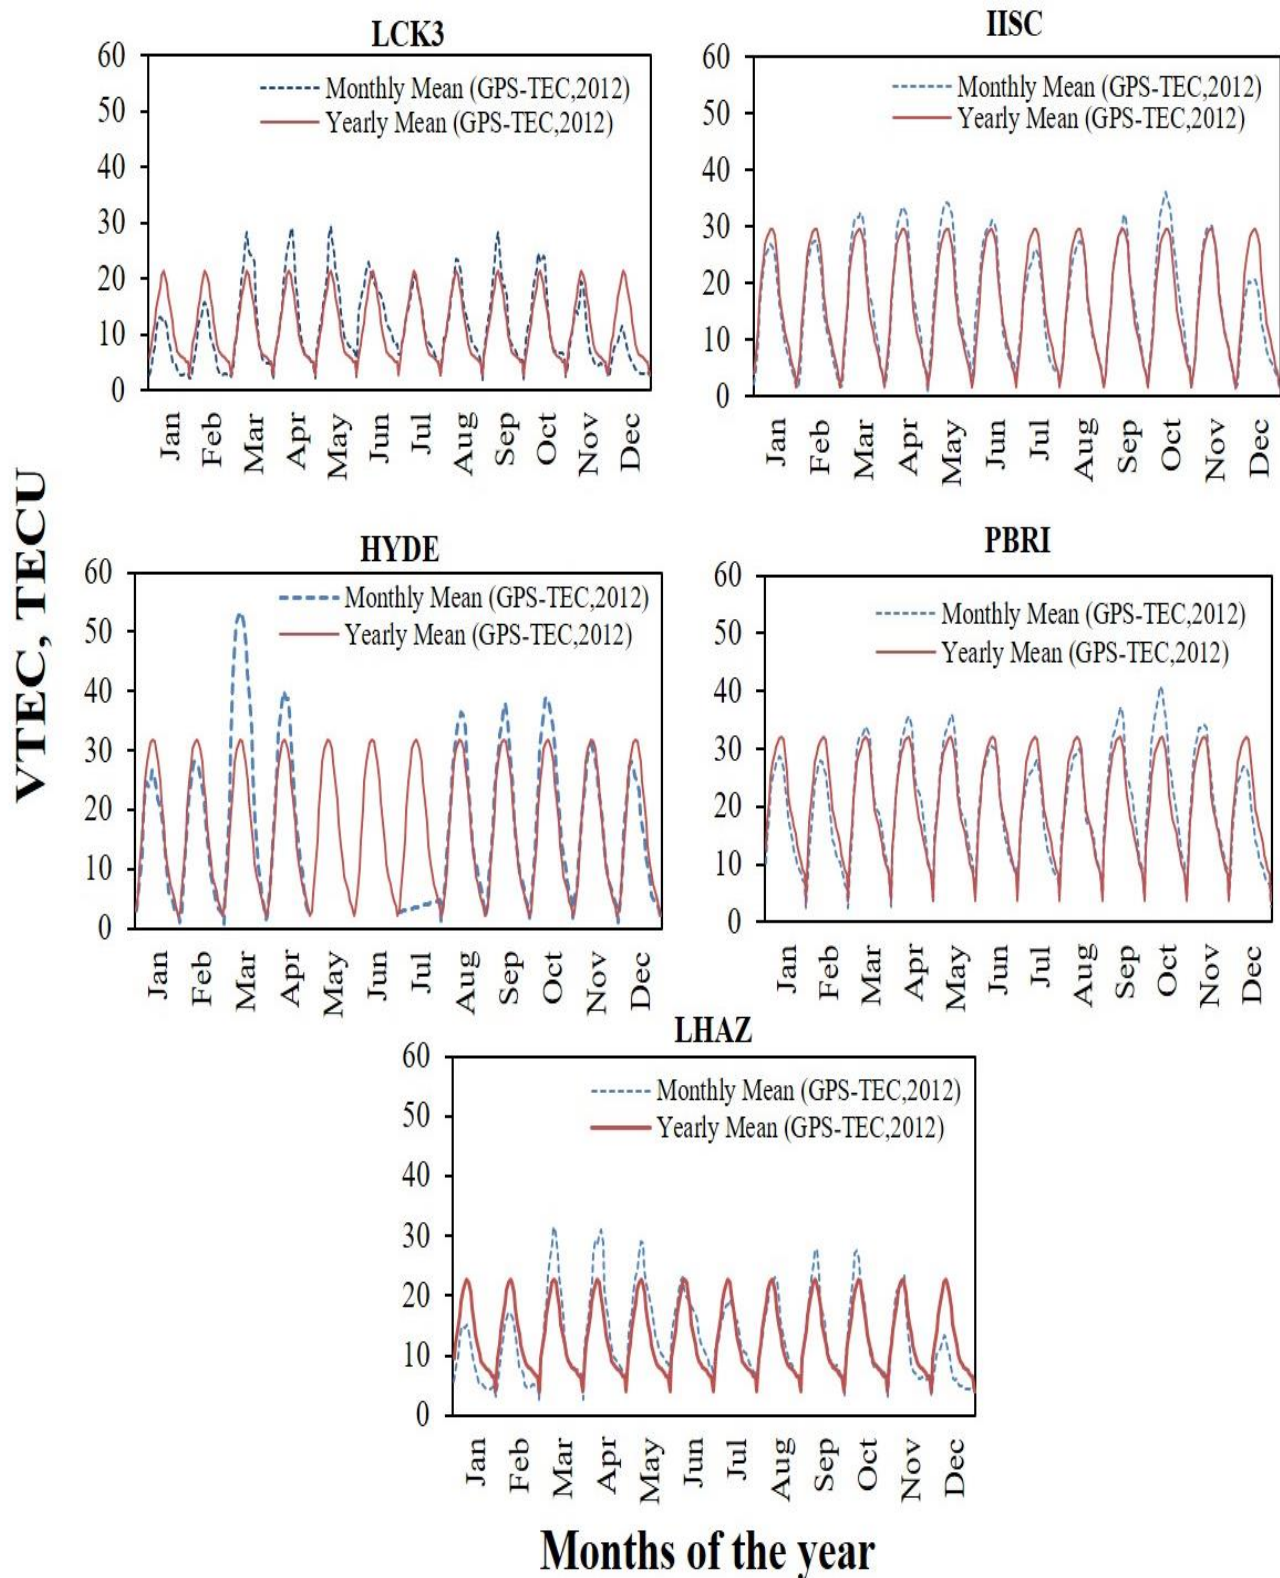 LCK3
60
50
40
30
20
10
0
Monthly Mean (GPS-TEC,2012)
Yearly Mean (GPS-TEC,2012)
Jan Feb Mar Apr May Jun Jul Aug Sep Oct Nov Dec
IISC
60
50
40
30
20
10
0
Monthly Mean (GPS-TEC,2012)
Yearly Mean (GPS-TEC,2012)
Jan Feb Mar Apr May Jun Jul Aug Sep Oct Nov Dec
VTEC, TECU
HYDE
60
50
40
30
20
10
0
Monthly Mean (GPS-TEC,2012)
Yearly Mean (GPS-TEC,2012)
Jan Feb Mar Apr May Jun Jul Aug Sep Oct Nov Dec
PBRI
60
50
40
30
20
10
0
Monthly Mean (GPS-TEC,2012)
Yearly Mean (GPS-TEC,2012)
Jan Feb Mar Apr May Jun Jul Aug Sep Oct Nov Dec
LHAZ
60
50
40
30
20
10
0
Monthly Mean (GPS-TEC,2012)
Yearly Mean (GPS-TEC,2012)
Jan Feb Mar Apr May Jun Jul Aug Sep Oct Nov Dec
Months of the year